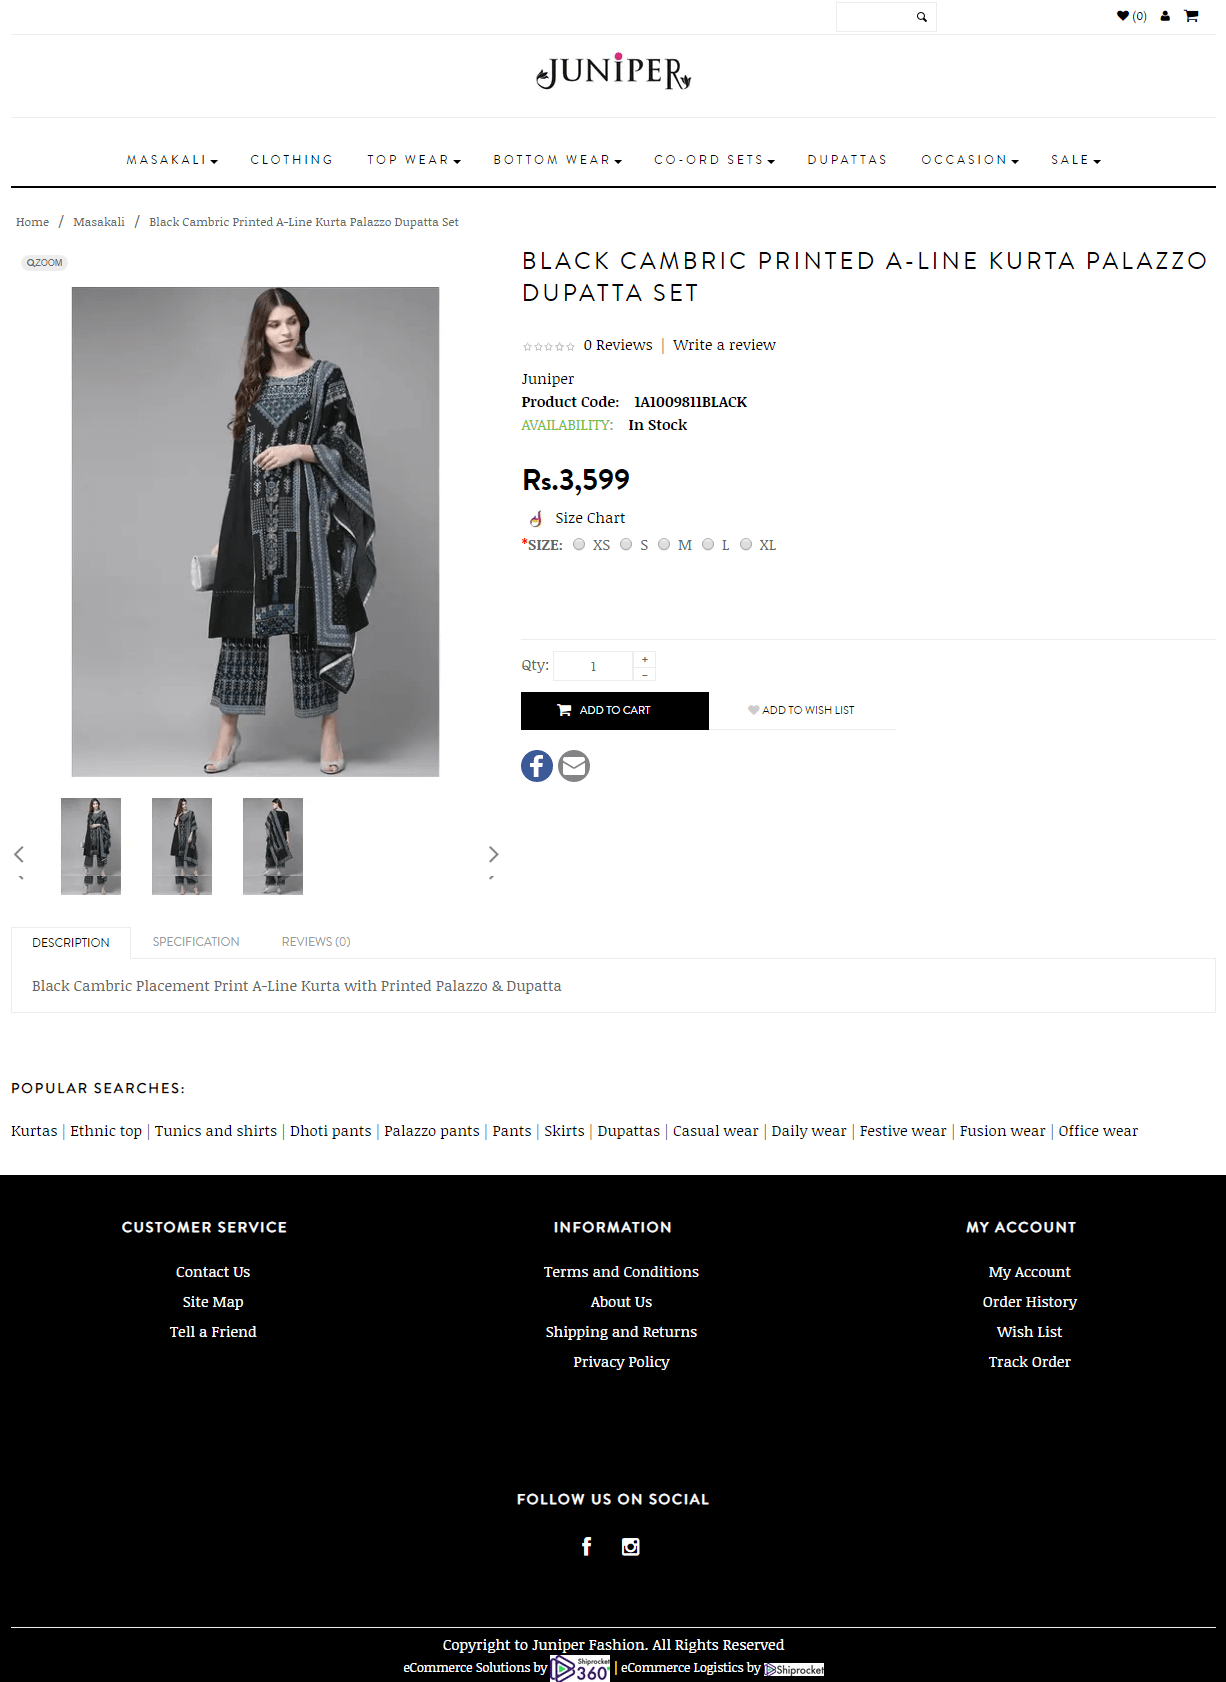 (0)
JUNIPER
MASAKALI CLOTHING TOP WEAR BOTTOM WEAR CO-ORD SETS DUPATTAS OCCASION SALE
Home / Masakali / Black Cambric Printed A-Line Kurta Palazzo Dupatta Set
ZOOM
BLACK CAMBRIC PRINTED A-LINE KURTA PALAZZO
DUPATTA SET
0 Reviews | Write a review
Juniper
Product Code: 1A1009811BLACK
AVAILABILITY: In Stock
Rs.3,599
Size Chart
*SIZE: XS S M L XL
Qty: 1 + -
ADD TO CART ADD TO WISH LIST
DESCRIPTION SPECIFICATION REVIEWS (0)
Black Cambric Placement Print A-Line Kurta with Printed Palazzo & Dupatta
POPULAR SEARCHES:
Kurtas | Ethnic top | Tunics and shirts | Dhoti pants | Palazzo pants | Pants | Skirts | Dupattas | Casual wear | Daily wear | Festive wear | Fusion wear | Office wear
CUSTOMER SERVICE
Contact Us
Site Map
Tell a Friend
INFORMATION
Terms and Conditions
About Us
Shipping and Returns
Privacy Policy
MY ACCOUNT
My Account
Order History
Wish List
Track Order
FOLLOW US ON SOCIAL
Copyright to Juniper Fashion. All Rights Reserved
eCommerce Solutions by Shiprocket 360 | eCommerce Logistics by Shiprocket